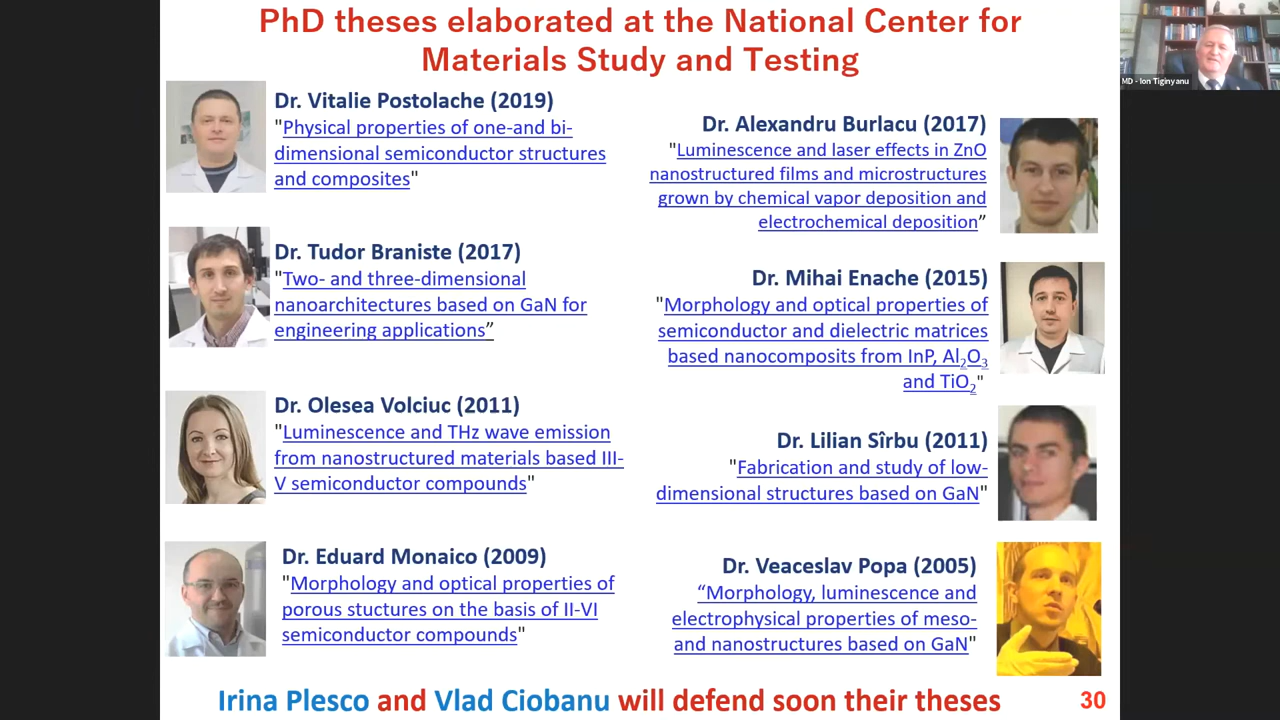 PhD theses elaborated at the National Center for
Materials Study and Testing
MD - Ion Tiginyanu
Dr. Vitalie Postolache (2019)
"Physical properties of one-and bi-
dimensional semiconductor structures
and composites"
Dr. Alexandru Burlacu (2017)
"Luminescence and laser effects in ZnO
nanostructured films and microstructures
grown by chemical vapor deposition and
electrochemical deposition”
Dr. Tudor Braniste (2017)
"Two- and three-dimensional
nanoarchitectures based on GaN for
engineering applications”
Dr. Mihai Enache (2015)
"Morphology and optical properties of
semiconductor and dielectric matrices
based nanocomposits from InP, Al₂O₃
and TiO₂"
Dr. Olesea Volciuc (2011)
"Luminescence and THz wave emission
from nanostructured materials based III-
V semiconductor compounds"
Dr. Lilian Sîrbu (2011)
"Fabrication and study of low-
dimensional structures based on GaN"
Dr. Eduard Monaico (2009)
"Morphology and optical properties of
porous stuctures on the basis of II-VI
semiconductor compounds"
Dr. Veaceslav Popa (2005)
“Morphology, luminescence and
electrophysical properties of meso-
and nanostructures based on GaN"
Irina Plesco and Vlad Ciobanu will defend soon their theses
30